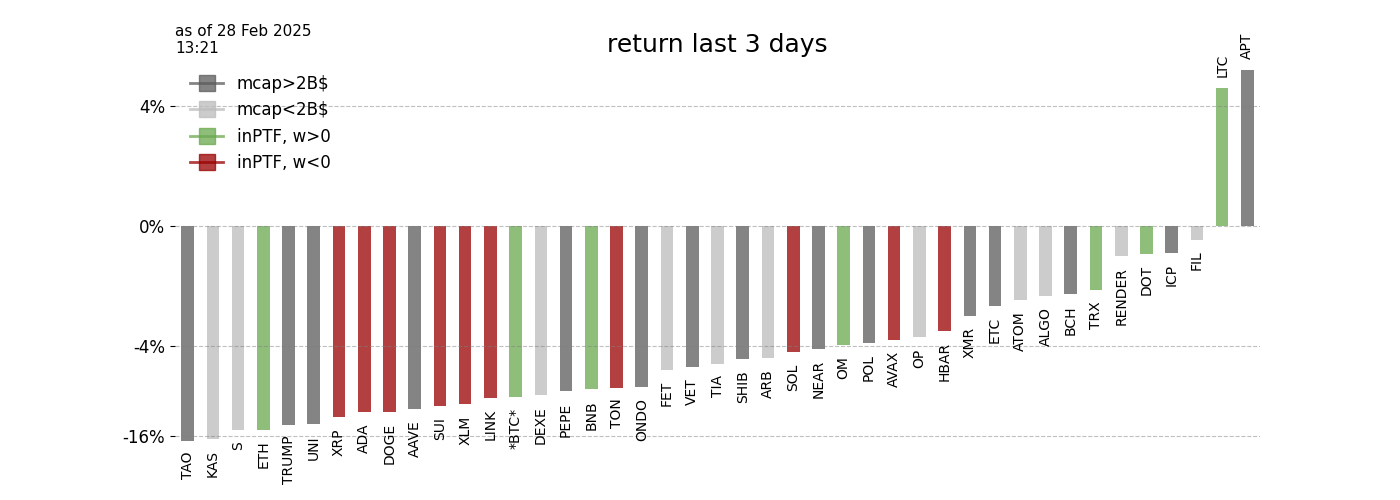 as of 28 Feb 2025
13:21
return last 3 days
mcap>2B$
mcap<2B$
inPTF, w>0
inPTF, w<0
4%
0%
-4%
-16%
TAO
KAS
S
ETH
TRUMP
UNI
XRP
ADA
DOGE
AAVE
SUI
XLM
LINK
*BTC*
DEXE
PEPE
BNB
TON
ONDO
FET
VET
TIA
SHIB
ARB
SOL
NEAR
OM
POL
AVAX
OP
HBAR
XMR
ETC
ATOM
ALGO
BCH
TRX
RENDER
DOT
ICP
FIL
LTC
APT